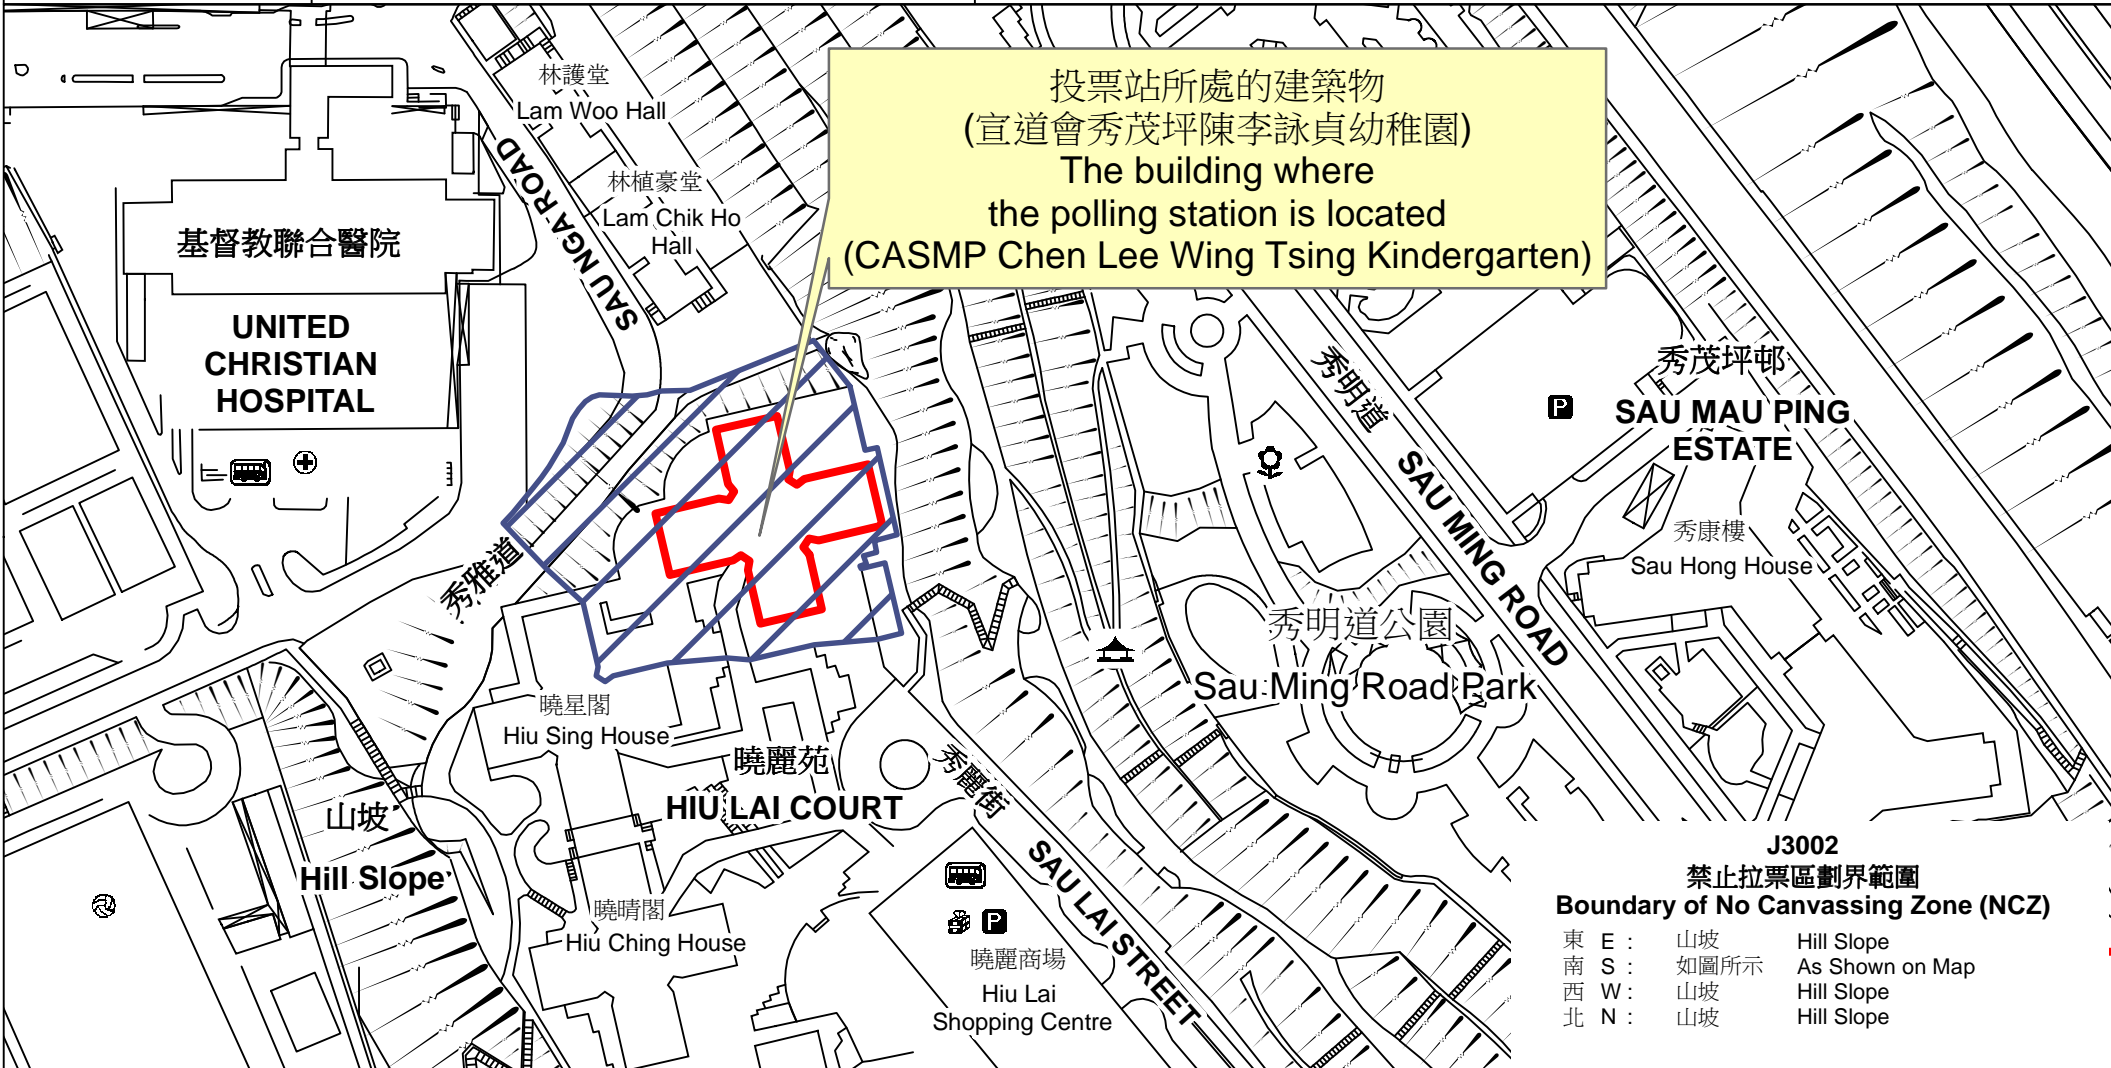 林護堂
Lam Woo Hall
投票站所處的建築物
(宣道會秀茂坪陳李詠貞幼稚園)
The building where
the polling station is located
(CASMP Chen Lee Wing Tsing Kindergarten)
SAU NGA ROAD
林植豪堂
Lam Chik Ho
Hall
基督教聯合醫院
UNITED
CHRISTIAN
HOSPITAL
秀明道
SAU MING ROAD
秀茂坪邨
SAU MAU PING
ESTATE
P
秀康樓
Sau Hong House
秀雅道
秀明道公園
Sau Ming Road Park
曉星閣
Hiu Sing House
曉麗苑
HIU LAI COURT
秀麗街
SAU LAI STREET
山坡
Hill Slope
曉晴閣
Hiu Ching House
P
曉麗商場
Hiu Lai
Shopping Centre
J3002
禁止拉票區劃界範圍
Boundary of No Canvassing Zone (NCZ)
東 E : 山坡 Hill Slope
南 S : 如圖所示 As Shown on Map
西 W : 山坡 Hill Slope
北 N : 山坡 Hill Slope